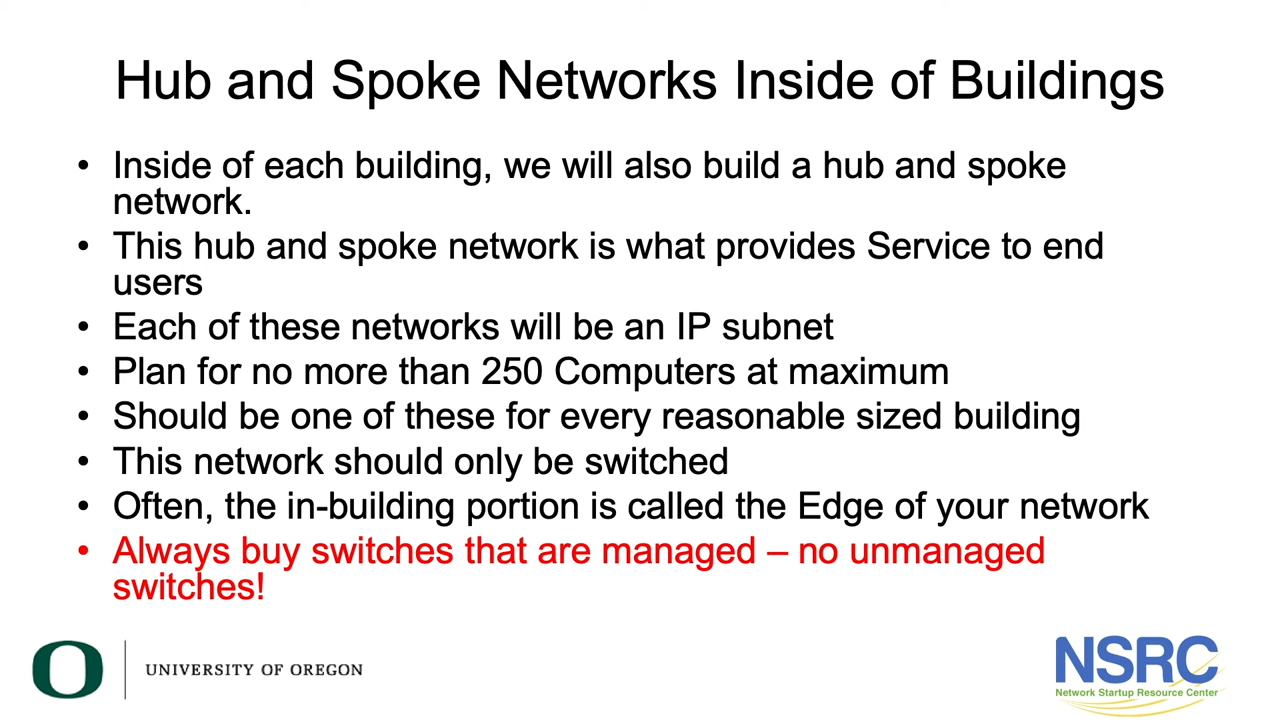 Hub and Spoke Networks Inside of Buildings
• Inside of each building, we will also build a hub and spoke
network.
• This hub and spoke network is what provides Service to end
users
• Each of these networks will be an IP subnet
• Plan for no more than 250 Computers at maximum
• Should be one of these for every reasonable sized building
• This network should only be switched
• Often, the in-building portion is called the Edge of your network
• Always buy switches that are managed – no unmanaged
switches!
O
UNIVERSITY OF OREGON
NSRC
Network Startup Resource Center